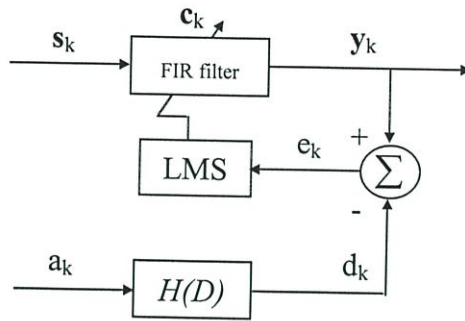 c_k
s_k
y_k
FIR filter
+
e_k
LMS
Σ
-
a_k
d_k
H(D)